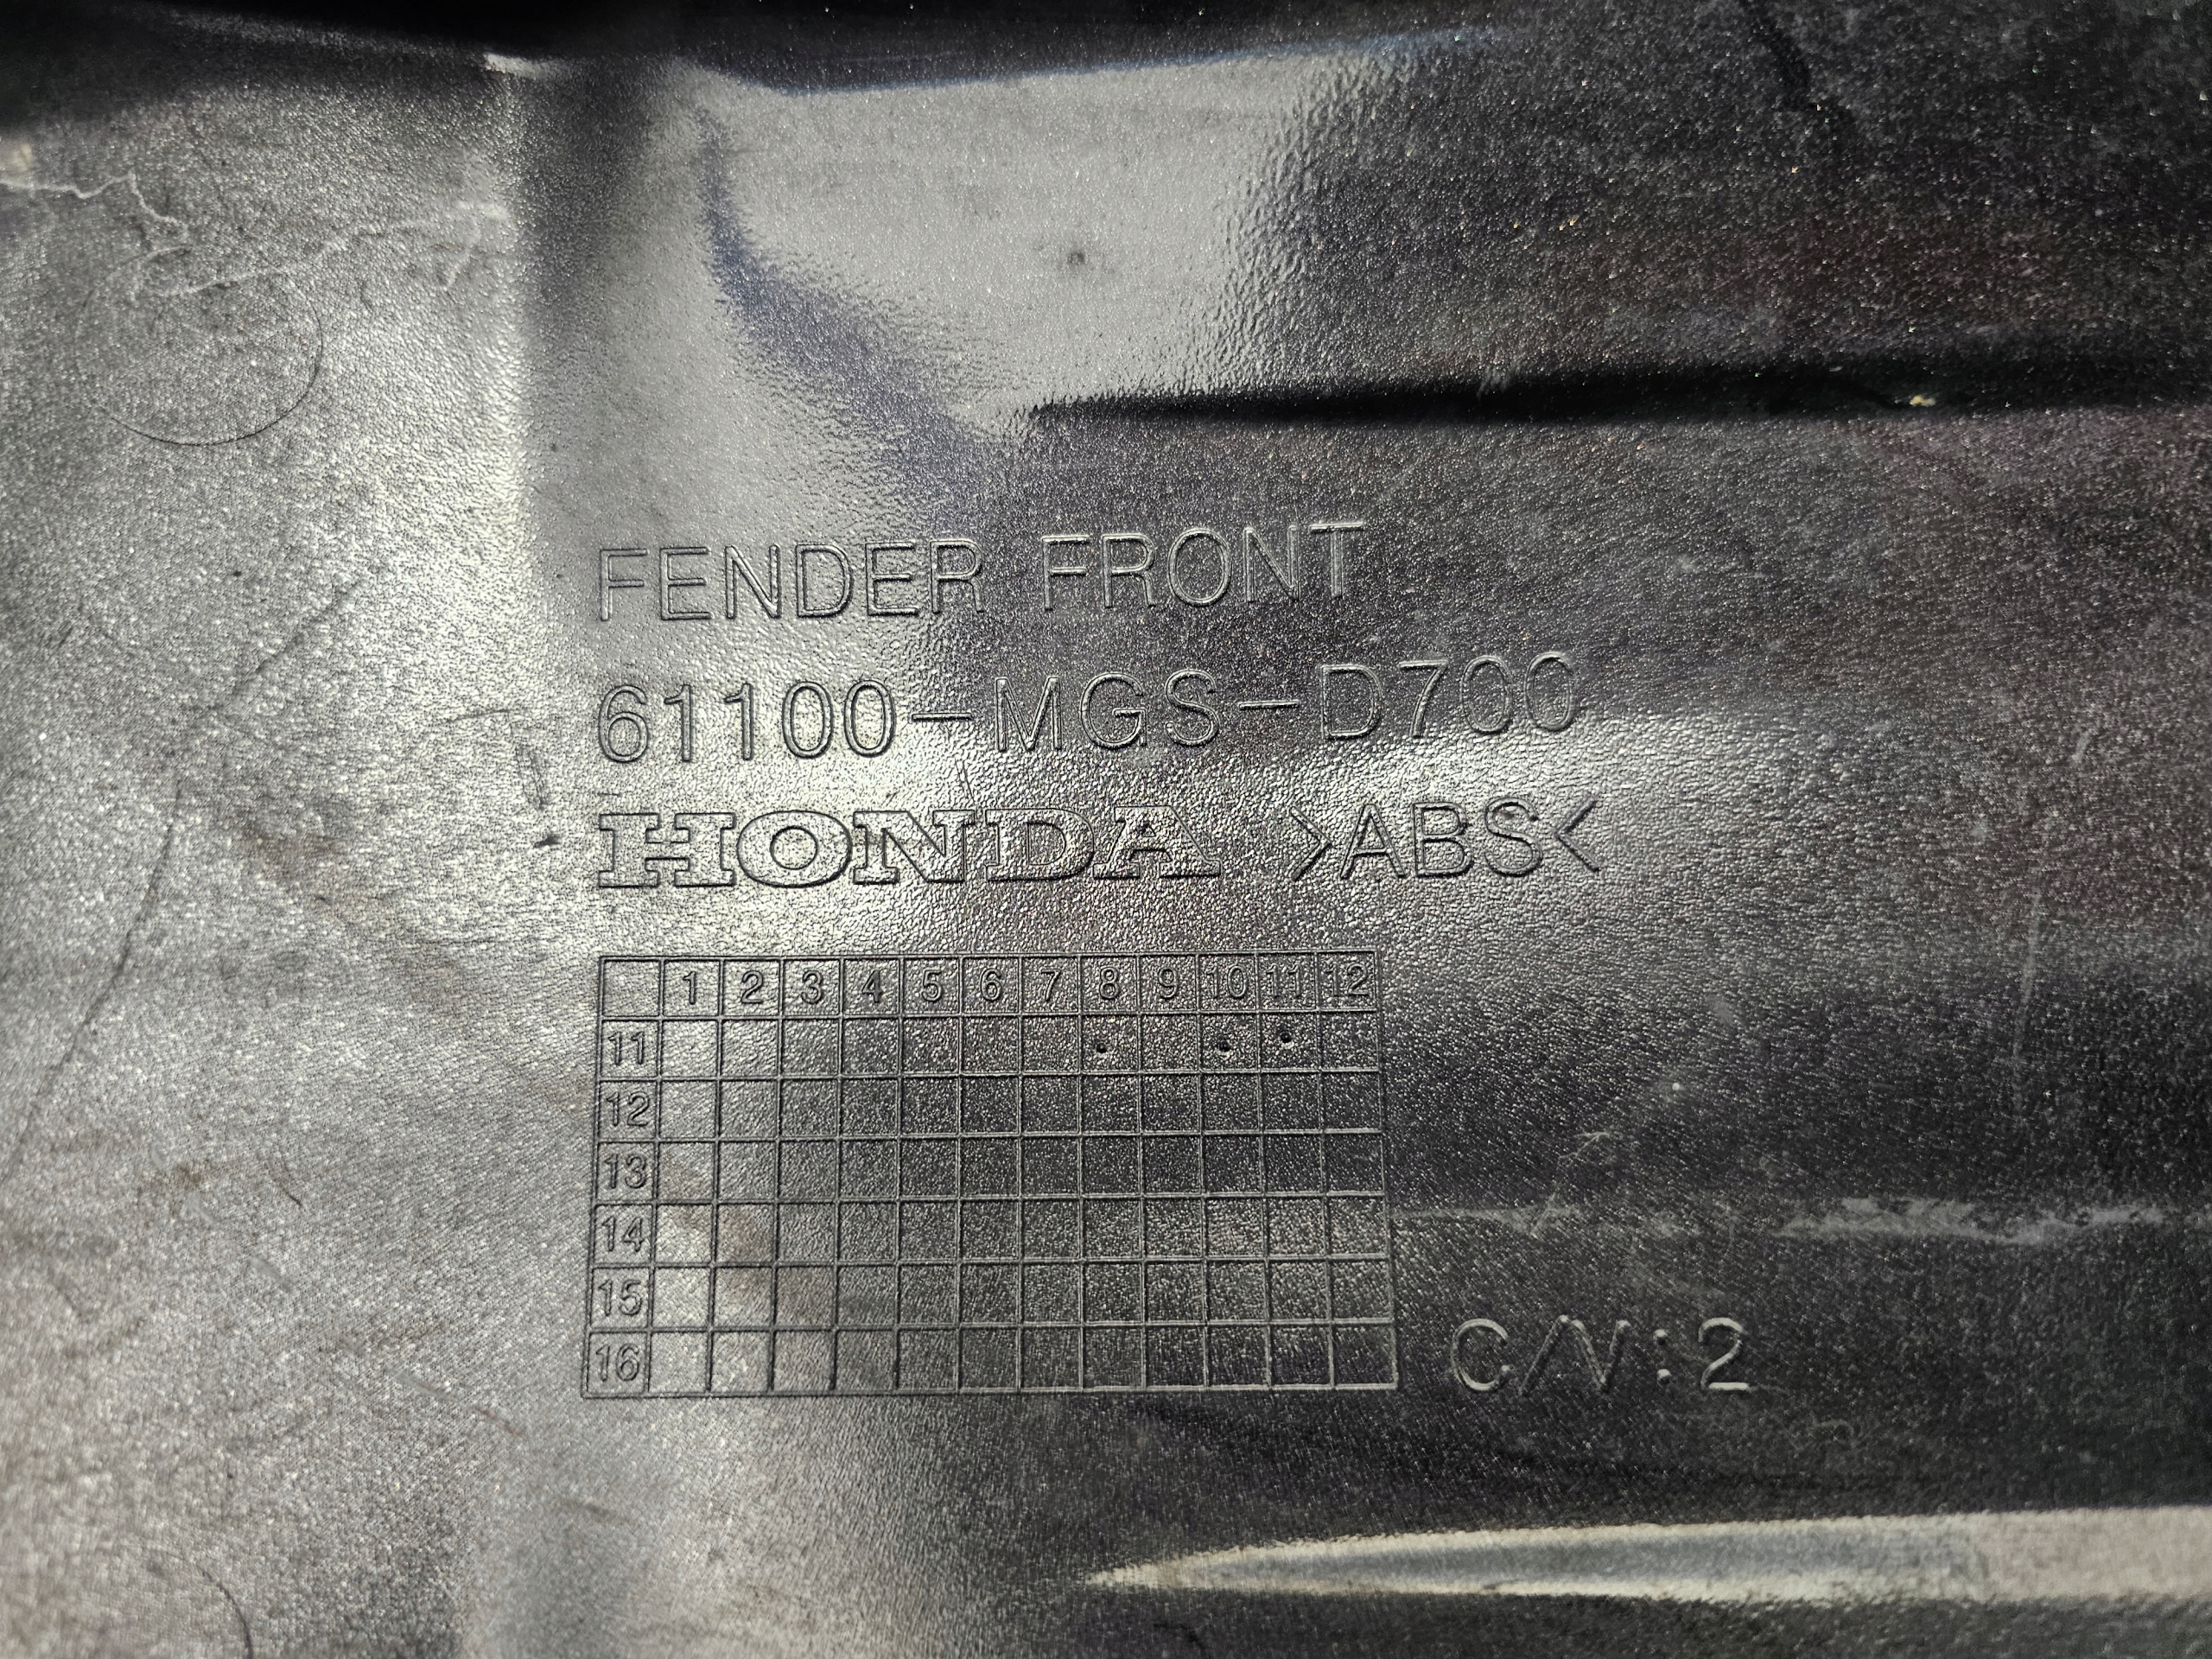 FENDER FRONT
61100-MGS-D700
HONDA >ABS<
1 2 3 4 5 6 7 8 9 10 11 12
11
12
13
14
15
16
C/V:2